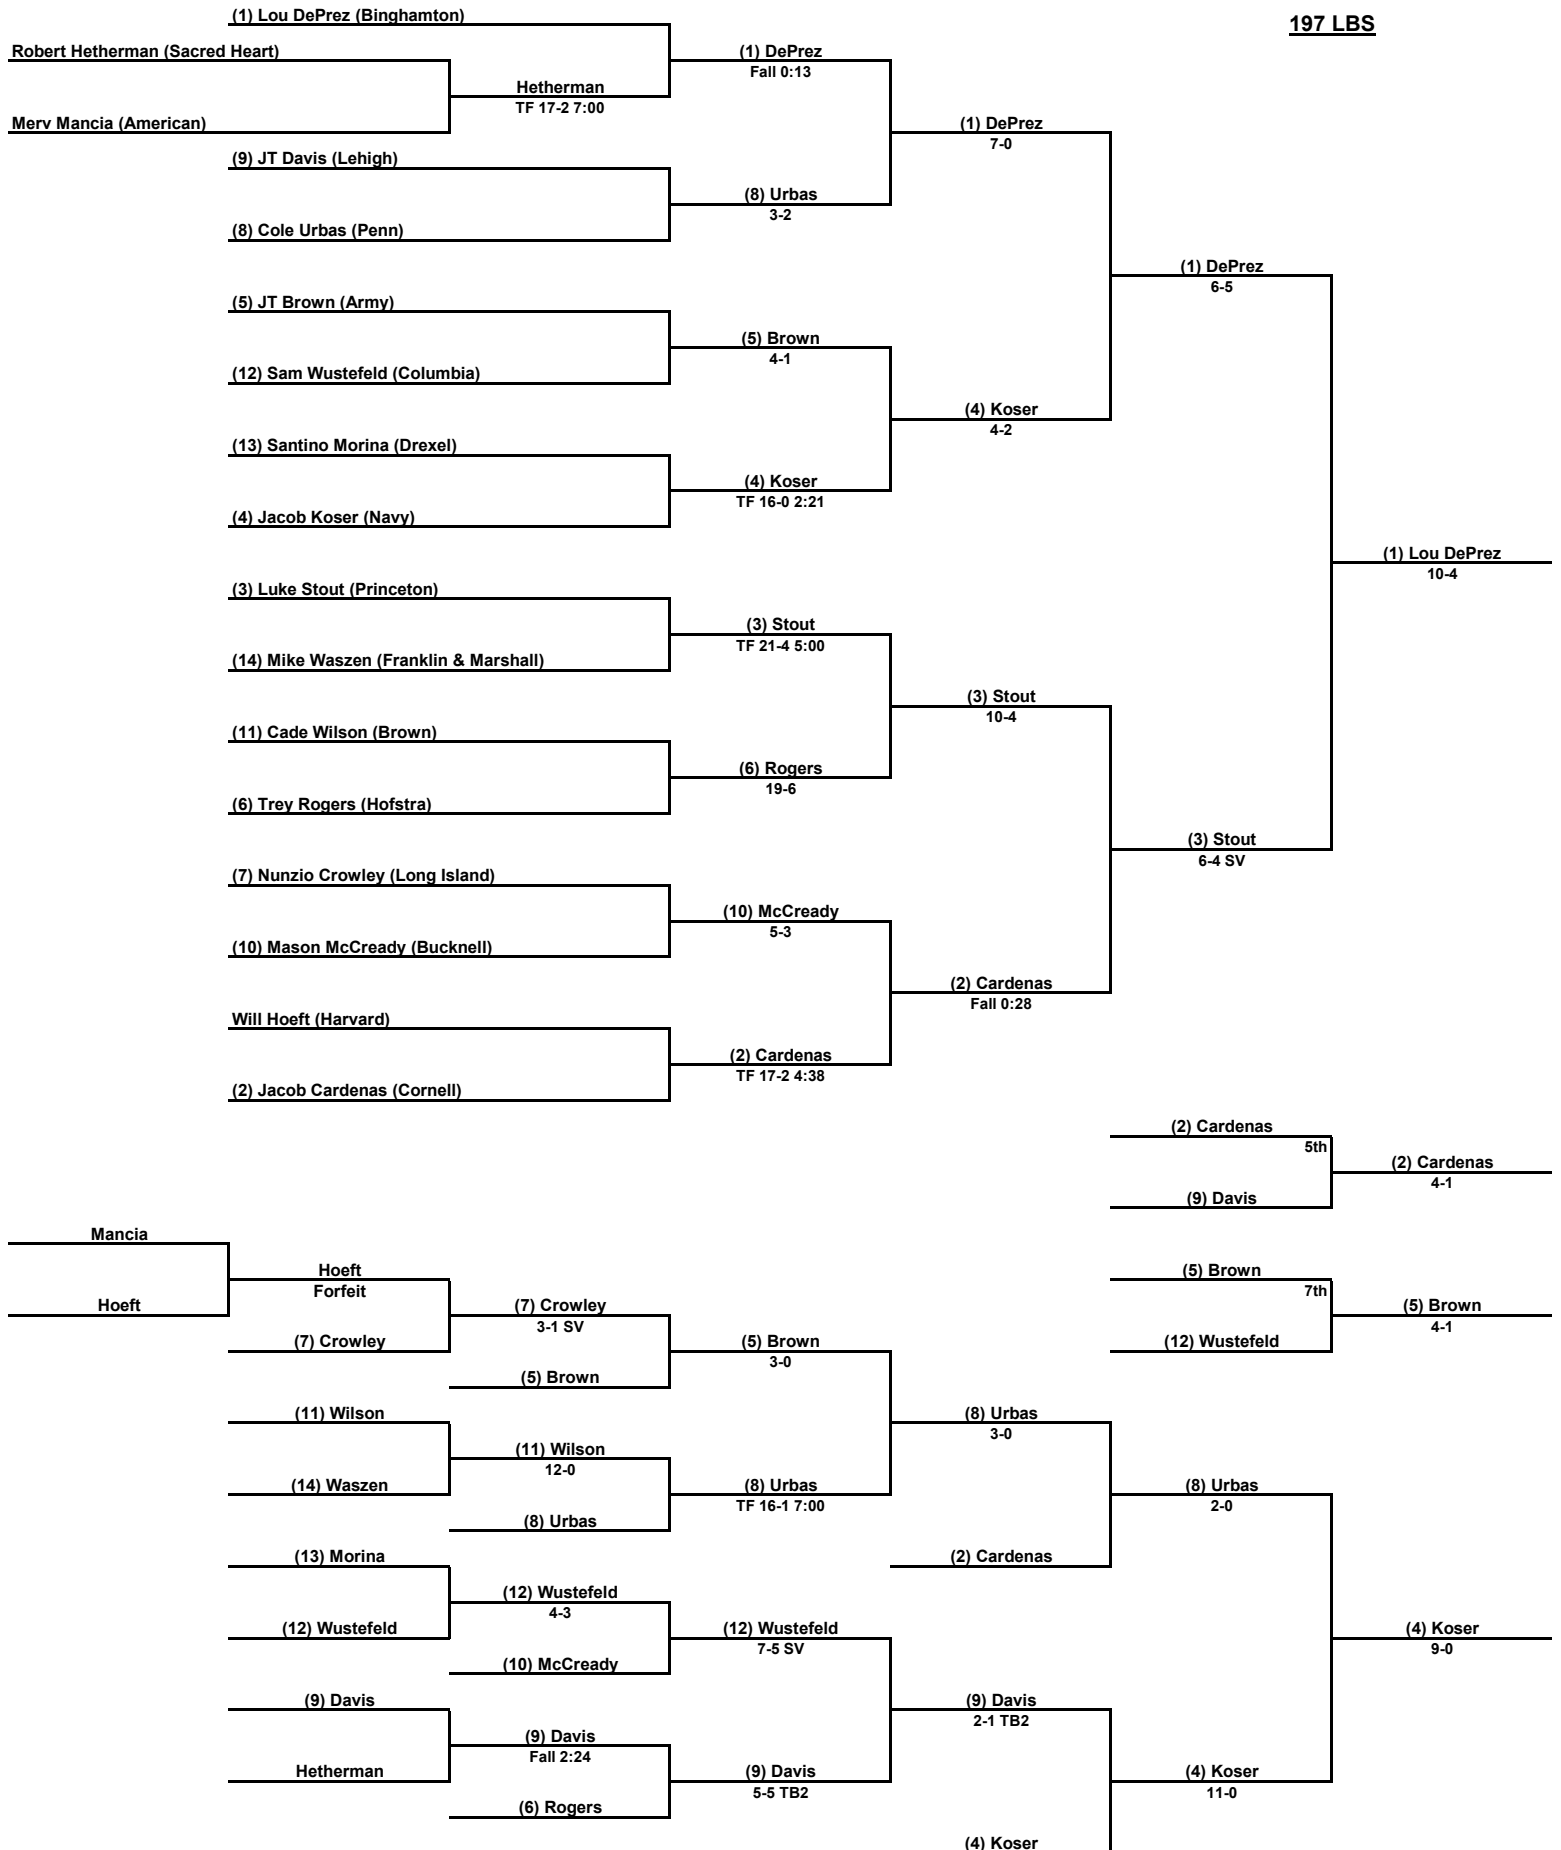 (1) Lou DePrez (Binghamton)
197 LBS
Robert Hetherman (Sacred Heart)
(1) DePrez
Fall 0:13
Hetherman
TF 17-2 7:00
Merv Mancia (American)
(1) DePrez
7-0
(9) JT Davis (Lehigh)
(8) Urbas
3-2
(8) Cole Urbas (Penn)
(1) DePrez
6-5
(5) JT Brown (Army)
(5) Brown
4-1
(12) Sam Wustefeld (Columbia)
(4) Koser
4-2
(13) Santino Morina (Drexel)
(4) Koser
TF 16-0 2:21
(4) Jacob Koser (Navy)
(1) Lou DePrez
10-4
(3) Luke Stout (Princeton)
(3) Stout
TF 21-4 5:00
(14) Mike Waszen (Franklin & Marshall)
(3) Stout
10-4
(11) Cade Wilson (Brown)
(6) Rogers
19-6
(6) Trey Rogers (Hofstra)
(3) Stout
6-4 SV
(7) Nunzio Crowley (Long Island)
(10) McCready
5-3
(10) Mason McCready (Bucknell)
(2) Cardenas
Fall 0:28
Will Hoeft (Harvard)
(2) Cardenas
TF 17-2 4:38
(2) Jacob Cardenas (Cornell)
(2) Cardenas
5th
(2) Cardenas
4-1
(9) Davis
Mancia
Hoeft
Forfeit
(5) Brown
7th
Hoeft
(7) Crowley
3-1 SV
(5) Brown
4-1
(7) Crowley
(5) Brown
3-0
(12) Wustefeld
(5) Brown
(11) Wilson
(8) Urbas
3-0
(11) Wilson
12-0
(14) Waszen
(8) Urbas
TF 16-1 7:00
(8) Urbas
2-0
(8) Urbas
(13) Morina
(2) Cardenas
(12) Wustefeld
4-3
(12) Wustefeld
(12) Wustefeld
7-5 SV
(4) Koser
9-0
(10) McCready
(9) Davis
(9) Davis
2-1 TB2
(9) Davis
Fall 2:24
Hetherman
(9) Davis
5-5 TB2
(4) Koser
11-0
(6) Rogers
(4) Koser